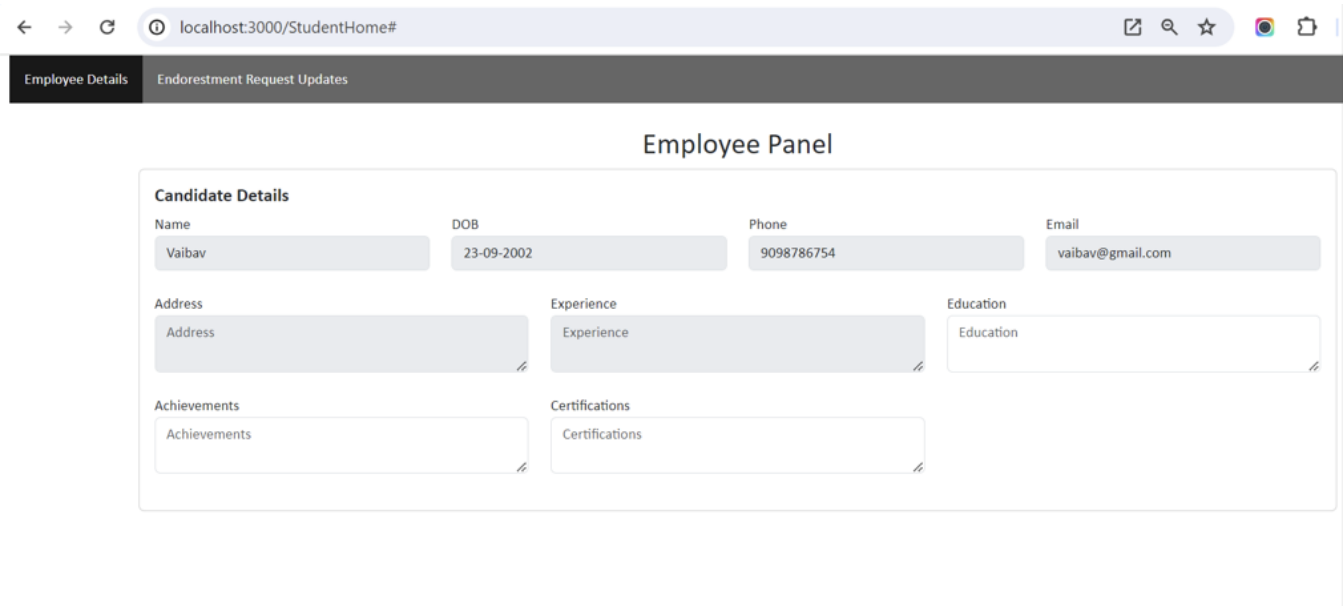 localhost:3000/StudentHome#
Employee Details Endorestment Request Updates
Employee Panel
Candidate Details
Name DOB Phone Email
Vaibav 23-09-2002 9098786754 vaibav@gmail.com
Address Experience Education
Address Experience Education
Achievements Certifications
Achievements Certifications